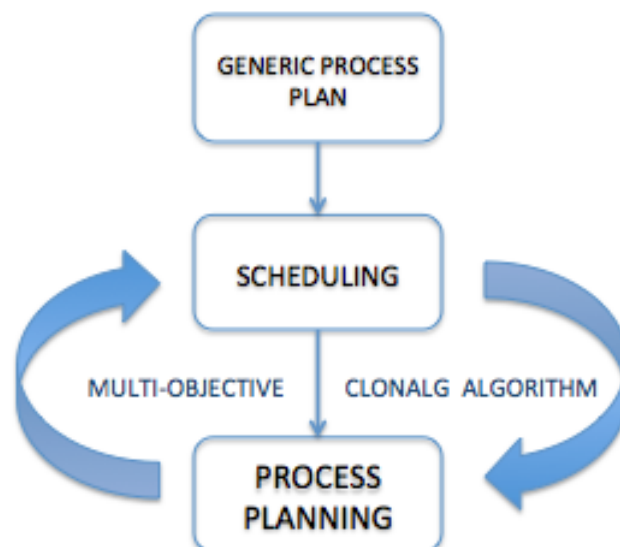 GENERIC PROCESS
PLAN
SCHEDULING
MULTI-OBJECTIVE
CLONALG ALGORITHM
PROCESS
PLANNING